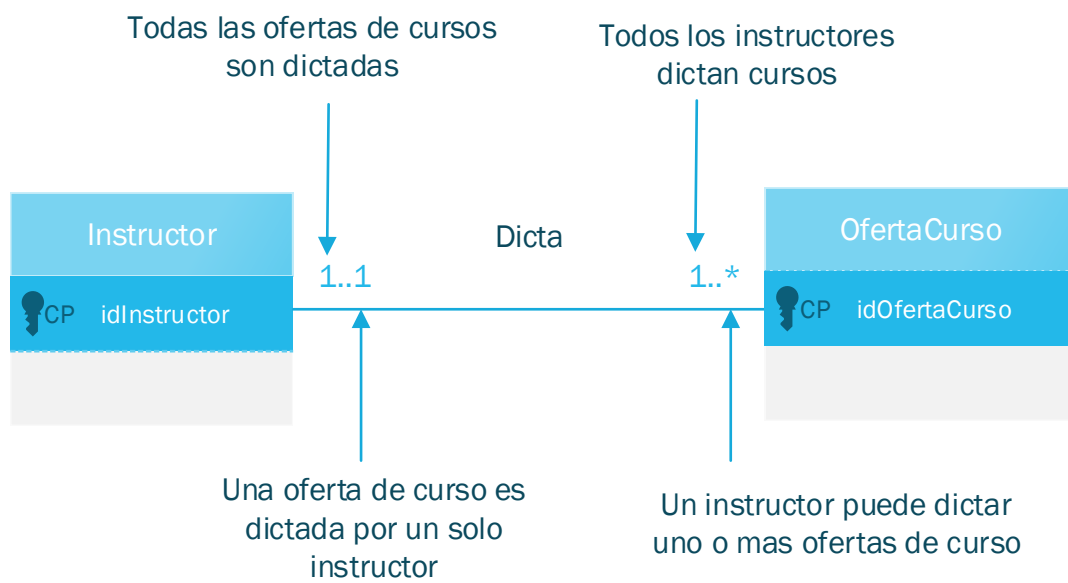 Todas las ofertas de cursos
son dictadas
Todos los instructores
dictan cursos
Instructor
Dicta
OfertaCurso
1..1
1..*
CP idInstructor
CP idOfertaCurso
Una oferta de curso es
dictada por un solo
instructor
Un instructor puede dictar
uno o mas ofertas de curso